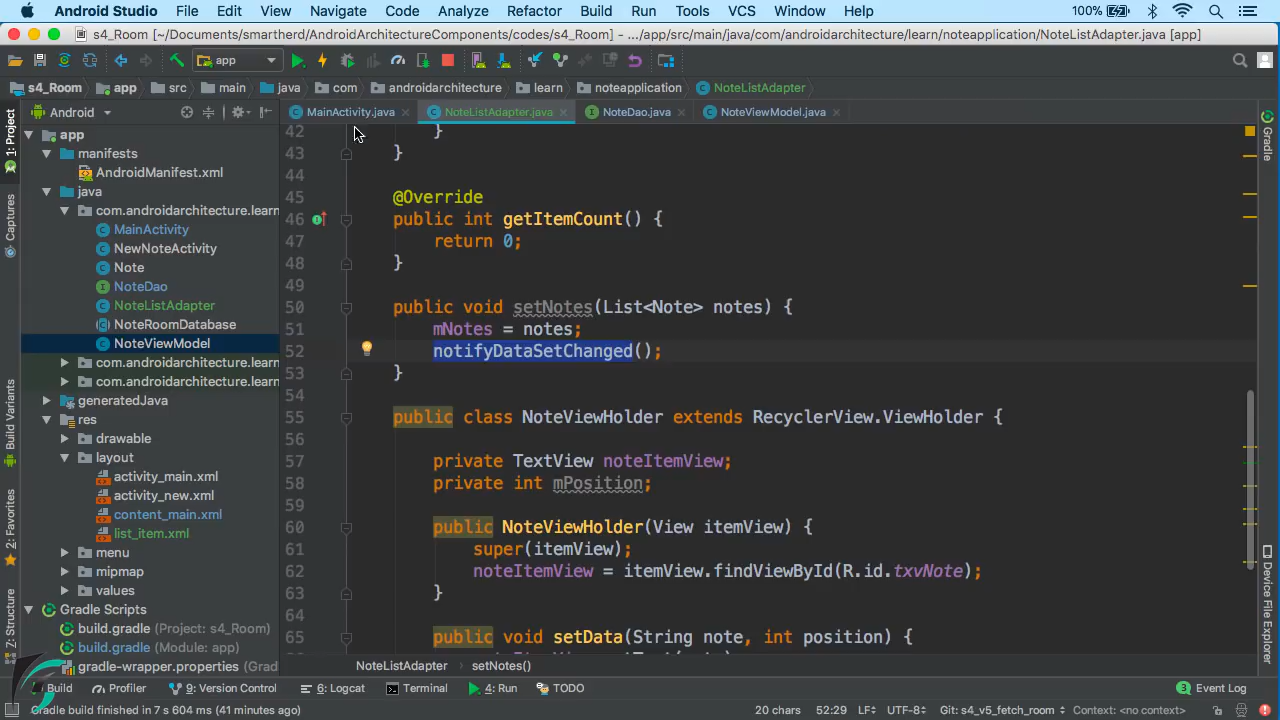 Android Studio File Edit View Navigate Code Analyze Refactor Build Run Tools VCS Window Help 100%
s4_Room [~/Documents/smartherd/AndroidArchitectureComponents/codes/s4_Room] - .../app/src/main/java/com/androidarchitecture/learn/noteapplication/NoteListAdapter.java [app]
app
s4_Room app src main java com androidarchitecture learn noteapplication NoteListAdapter
Android MainActivity.java NoteListAdapter.java NoteDao.java NoteViewModel.java
1: Project
Captures
Build Variants
2: Favorites
7: Structure
app
manifests
AndroidManifest.xml
java
com.androidarchitecture.learn
MainActivity
NewNoteActivity
Note
NoteDao
NoteListAdapter
NoteRoomDatabase
NoteViewModel
com.androidarchitecture.learn
com.androidarchitecture.learn
generatedJava
res
drawable
layout
activity_main.xml
activity_new.xml
content_main.xml
list_item.xml
menu
mipmap
values
Gradle Scripts
build.gradle (Project: s4_Room)
build.gradle (Module: app)
gradle-wrapper.properties (Grad
42 }
43 }
44
45 @Override
46 public int getItemCount() {
47 return 0;
48 }
49
50 public void setNotes(List<Note> notes) {
51 mNotes = notes;
52 notifyDataSetChanged();
53 }
54
55 public class NoteViewHolder extends RecyclerView.ViewHolder {
56
57 private TextView noteItemView;
58 private int mPosition;
59
60 public NoteViewHolder(View itemView) {
61 super(itemView);
62 noteItemView = itemView.findViewById(R.id.txvNote);
63 }
64
65 public void setData(String note, int position) {
NoteListAdapter setNotes()
Gradle
Device File Explorer
Build Profiler 9: Version Control 6: Logcat Terminal 4: Run TODO 3 Event Log
Gradle build finished in 7 s 604 ms (41 minutes ago) 20 chars 52:29 LF÷ UTF-8÷ Git: s4_v5_fetch_room÷ Context: <no context>